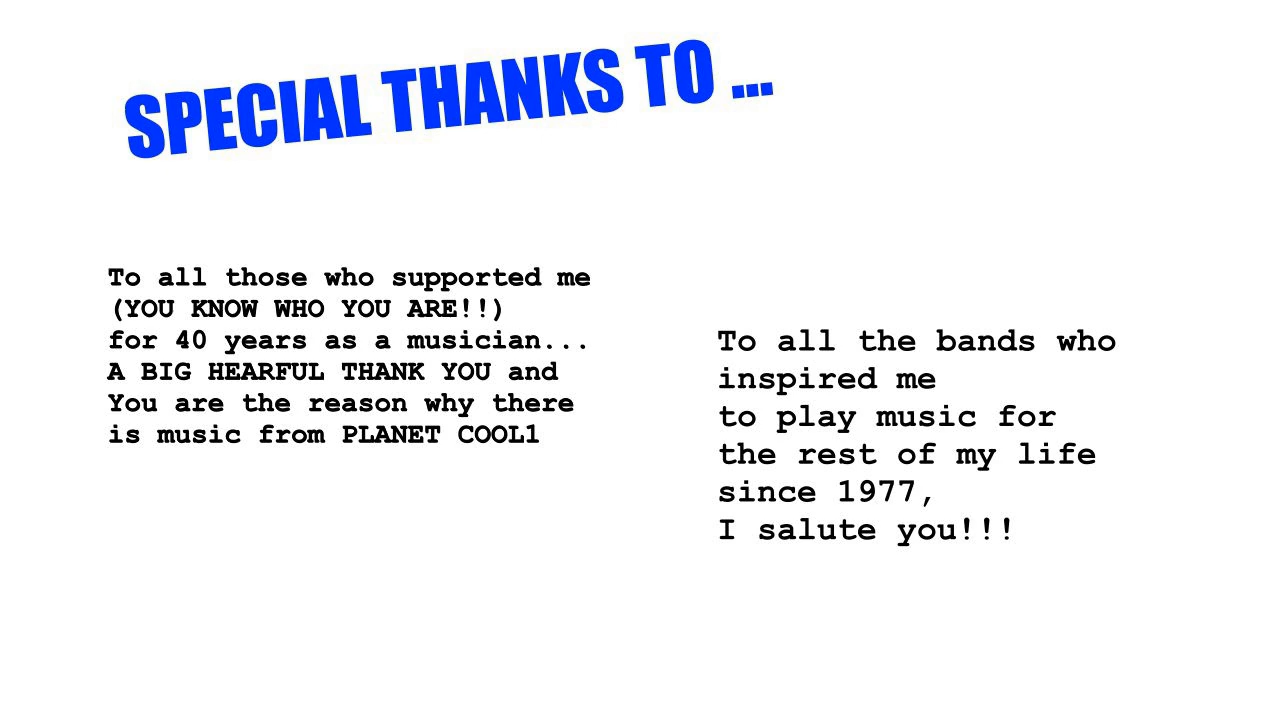 SPECIAL THANKS TO ...
To all those who supported me
(YOU KNOW WHO YOU ARE!!)
for 40 years as a musician...
A BIG HEARFUL THANK YOU and
You are the reason why there
is music from PLANET COOL1
To all the bands who
inspired me
to play music for
the rest of my life
since 1977,
I salute you!!!